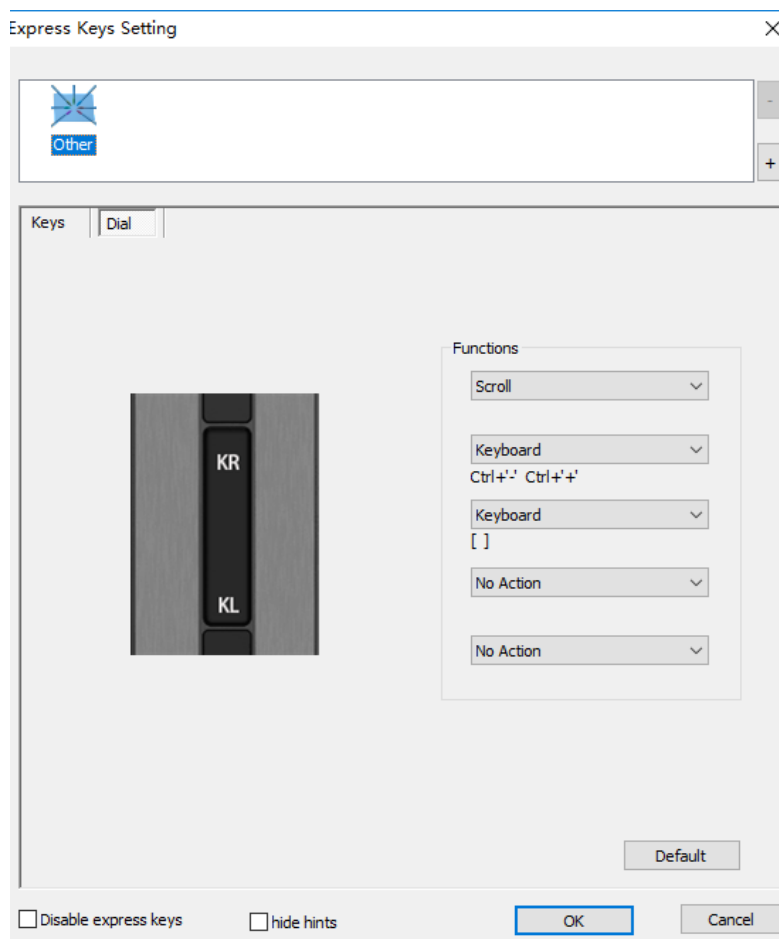 Express Keys Setting
-
Other
+
Keys Dial
Functions
Scroll
KR
Keyboard
Ctrl+'-' Ctrl+'+'
Keyboard
[ ]
No Action
KL
No Action
Default
Disable express keys hide hints OK Cancel